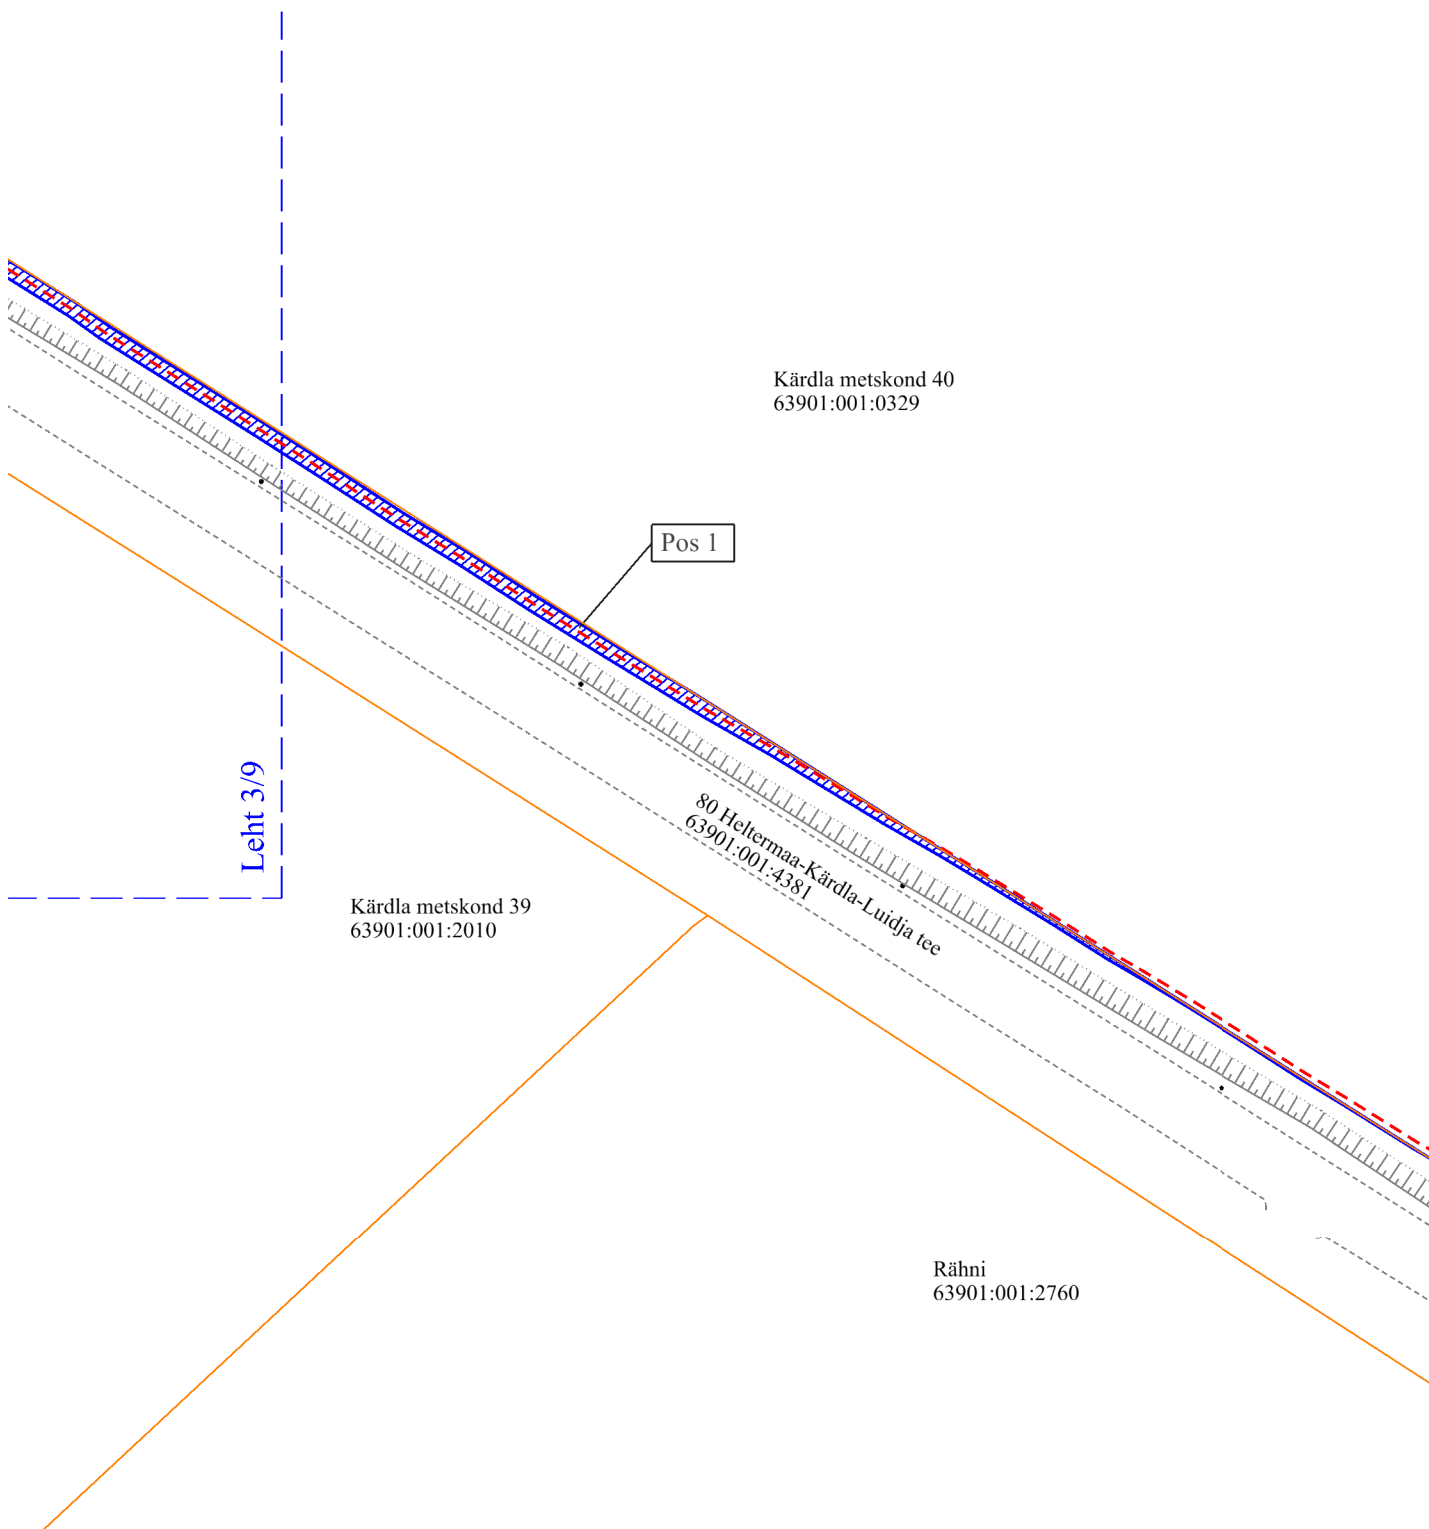 Kärdla metskond 40
63901:001:0329
Pos 1
Leht 3/9
80 Heltermaa-Kärdla-Luidja tee
63901:001:4381
Kärdla metskond 39
63901:001:2010
Rähni
63901:001:2760